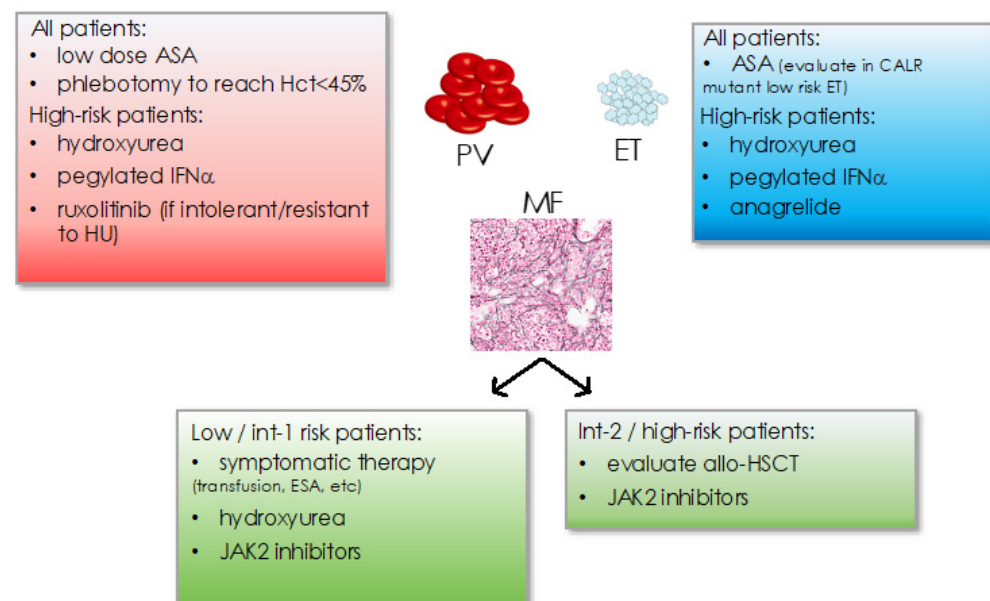 All patients:
• low dose ASA
• phlebotomy to reach Hct<45%
High-risk patients:
• hydroxyurea
• pegylated IFNα
• ruxolitinib (if intolerant/resistant
to HU)
PV
ET
All patients:
• ASA (evaluate in CALR
mutant low risk ET)
High-risk patients:
• hydroxyurea
• pegylated IFNα
• anagrelide
MF
Low / int-1 risk patients:
• symptomatic therapy
(transfusion, ESA, etc)
• hydroxyurea
• JAK2 inhibitors
Int-2 / high-risk patients:
• evaluate allo-HSCT
• JAK2 inhibitors